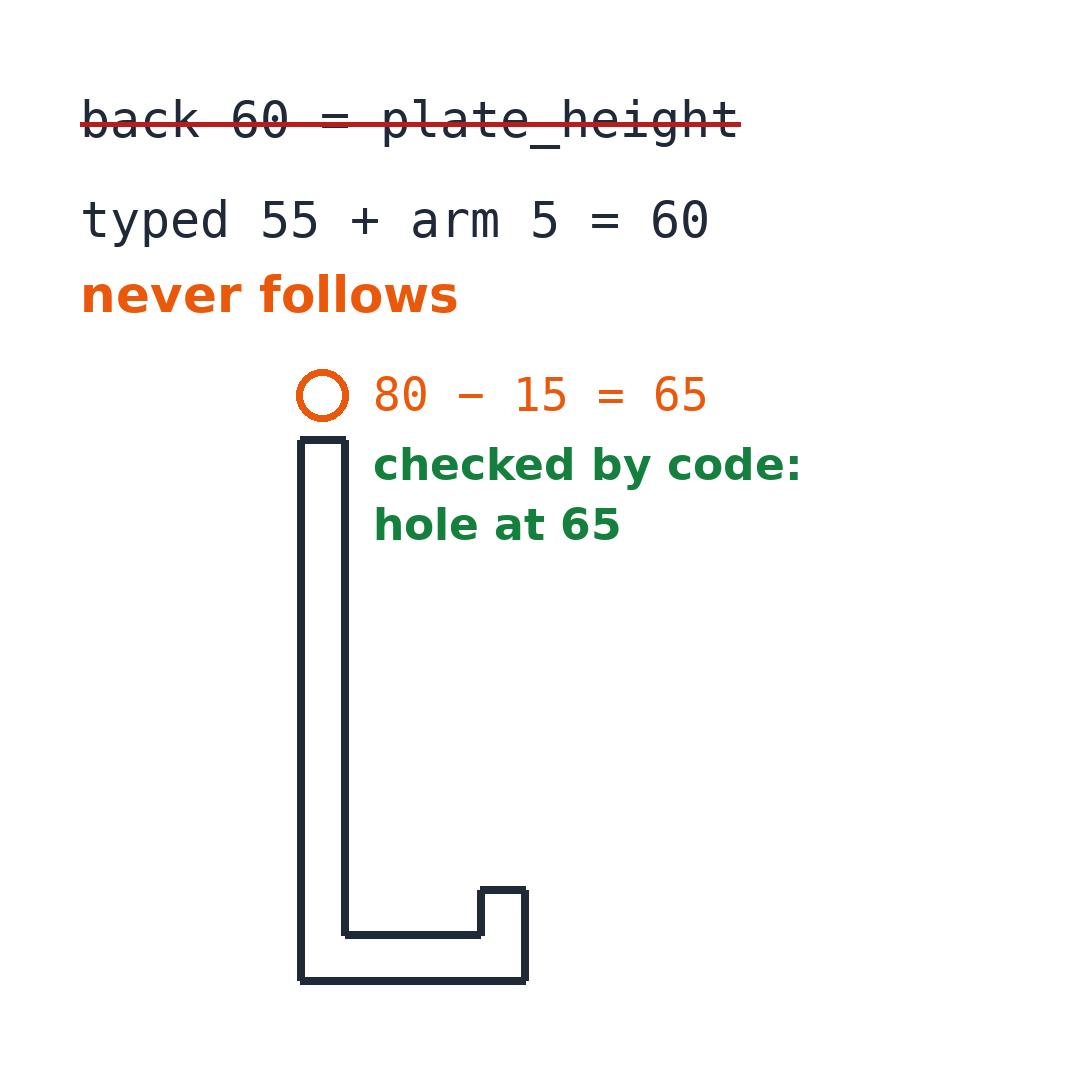 back 60 = plate_height
typed 55 + arm 5 = 60
never follows
80 − 15 = 65
checked by code:
hole at 65